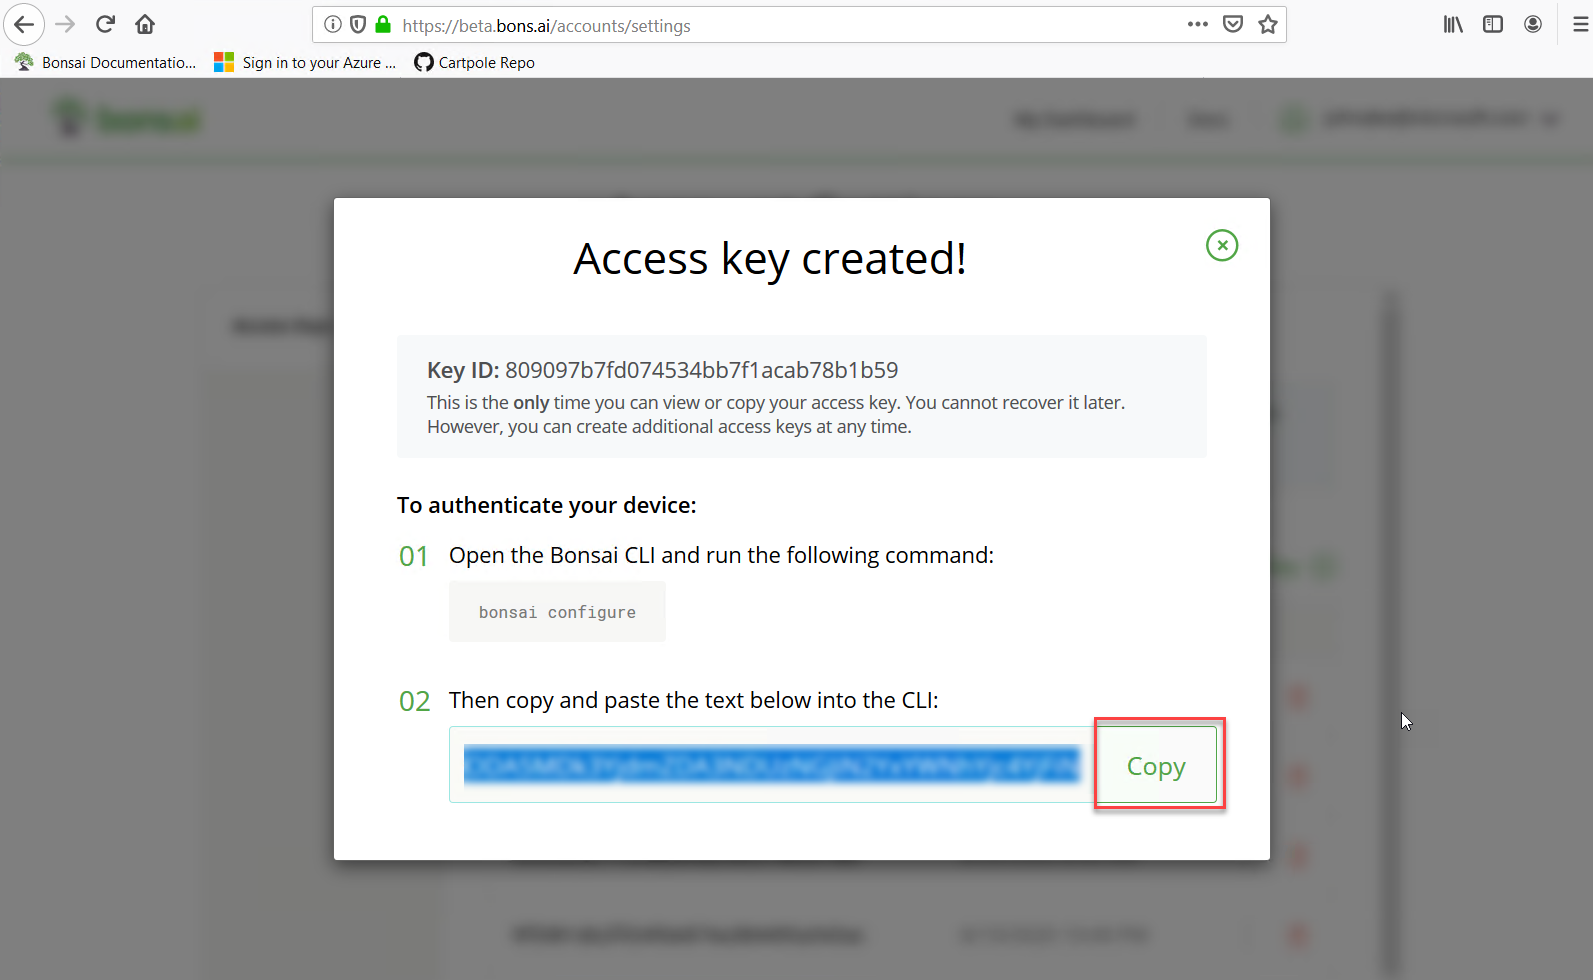 https://beta.bons.ai/accounts/settings
Bonsai Documentatio...
Sign in to your Azure ...
Cartpole Repo
Access key created!
Key ID: 809097b7fd074534bb7f1acab78b1b59
This is the only time you can view or copy your access key. You cannot recover it later.
However, you can create additional access keys at any time.
To authenticate your device:
01 Open the Bonsai CLI and run the following command:
bonsai configure
02 Then copy and paste the text below into the CLI:
Copy